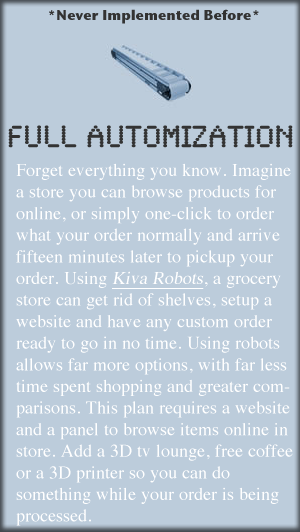 *Never Implemented Before*
FULL AUTOMIZATION
Forget everything you know. Imagine
a store you can browse products for
online, or simply one-click to order
what your order normally and arrive
fifteen minutes later to pickup your
order. Using Kiva Robots, a grocery
store can get rid of shelves, setup a
website and have any custom order
ready to go in no time. Using robots
allows far more options, with far less
time spent shopping and greater com-
parisons. This plan requires a website
and a panel to browse items online in
store. Add a 3D tv lounge, free coffee
or a 3D printer so you can do
something while your order is being
processed.